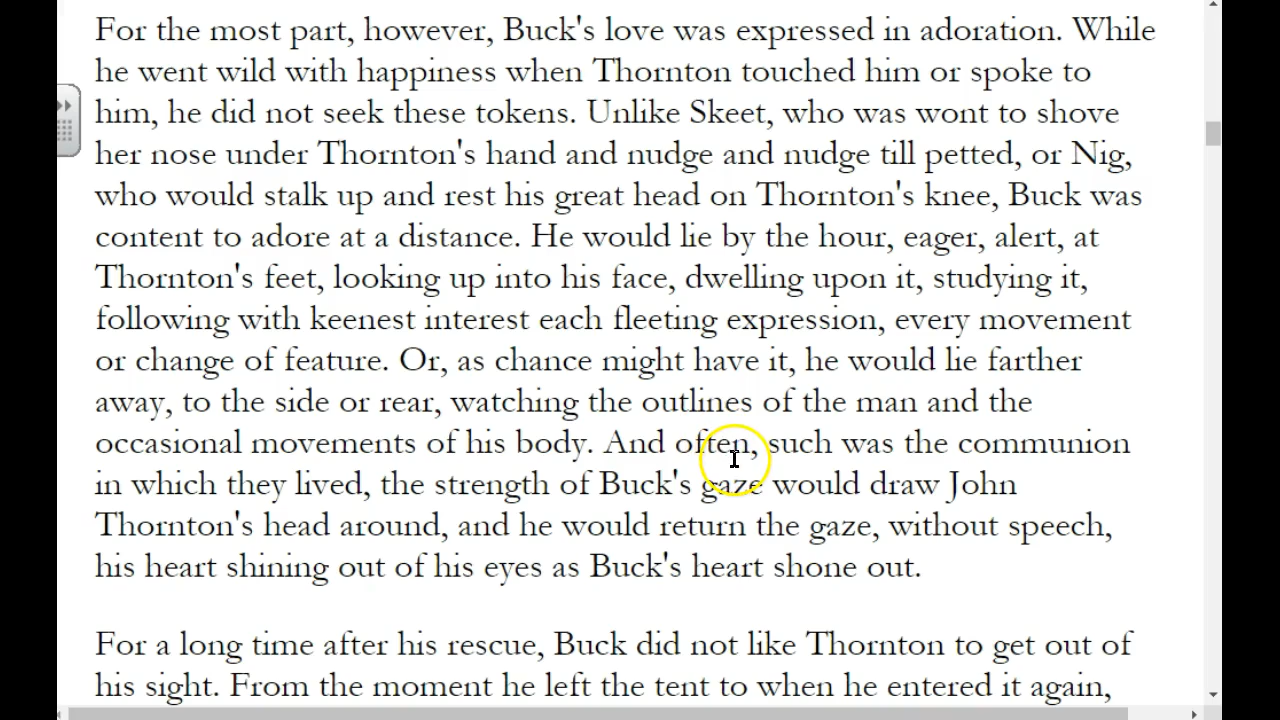 For the most part, however, Buck's love was expressed in adoration. While
he went wild with happiness when Thornton touched him or spoke to
him, he did not seek these tokens. Unlike Skeet, who was wont to shove
her nose under Thornton's hand and nudge and nudge till petted, or Nig,
who would stalk up and rest his great head on Thornton's knee, Buck was
content to adore at a distance. He would lie by the hour, eager, alert, at
Thornton's feet, looking up into his face, dwelling upon it, studying it,
following with keenest interest each fleeting expression, every movement
or change of feature. Or, as chance might have it, he would lie farther
away, to the side or rear, watching the outlines of the man and the
occasional movements of his body. And often, such was the communion
in which they lived, the strength of Buck's gaze would draw John
Thornton's head around, and he would return the gaze, without speech,
his heart shining out of his eyes as Buck's heart shone out.
For a long time after his rescue, Buck did not like Thornton to get out of
his sight. From the moment he left the tent to when he entered it again,